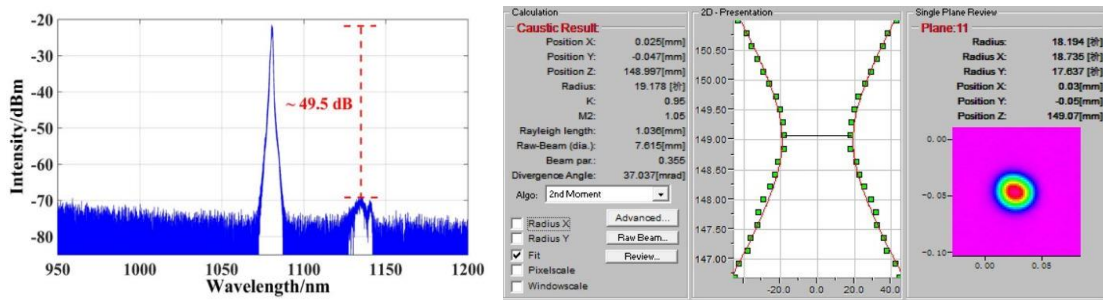 -20
-30
-40
-50
-60
-70
-80
Intensity/dBm
~ 49.5 dB
950
1000
1050
1100
1150
1200
Wavelength/nm
Calculation
Caustic Result:
Position X: 0.025[mm]
Position Y: -0.047[mm]
Position Z: 148.997[mm]
Radius: 19.178 [祄]
K: 0.95
M2: 1.05
Rayleigh length: 1.036[mm]
Raw-Beam (dia.): 7.615[mm]
Beam par.: 0.355
Divergence Angle: 37.037[mrad]
Algo: 2nd Moment
Radius X
Radius Y
Fit
Pixelscale
Windowscale
Advanced...
Raw Beam...
Review...
2D - Presentation
150.50
150.00
149.50
149.00
148.50
148.00
147.50
147.00
-20.0
0.0
20.0
40.0
Single Plane Review
Plane:11
Radius: 18.194 [祄]
Radius X: 18.735 [祄]
Radius Y: 17.637 [祄]
Position X: 0.03[mm]
Position Y: -0.05[mm]
Position Z: 149.07[mm]
0.00
-0.05
-0.10
0.00
0.05